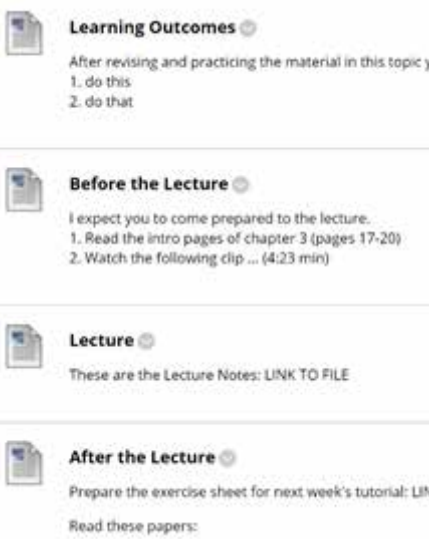 Learning Outcomes
After revising and practicing the material in this topic
1. do this
2. do that
Before the Lecture
I expect you to come prepared to the lecture.
1. Read the intro pages of chapter 3 (pages 17-20)
2. Watch the following clip ... (4:23 min)
Lecture
These are the Lecture Notes: LINK TO FILE
After the Lecture
Prepare the exercise sheet for next week's tutorial:
Read these papers: